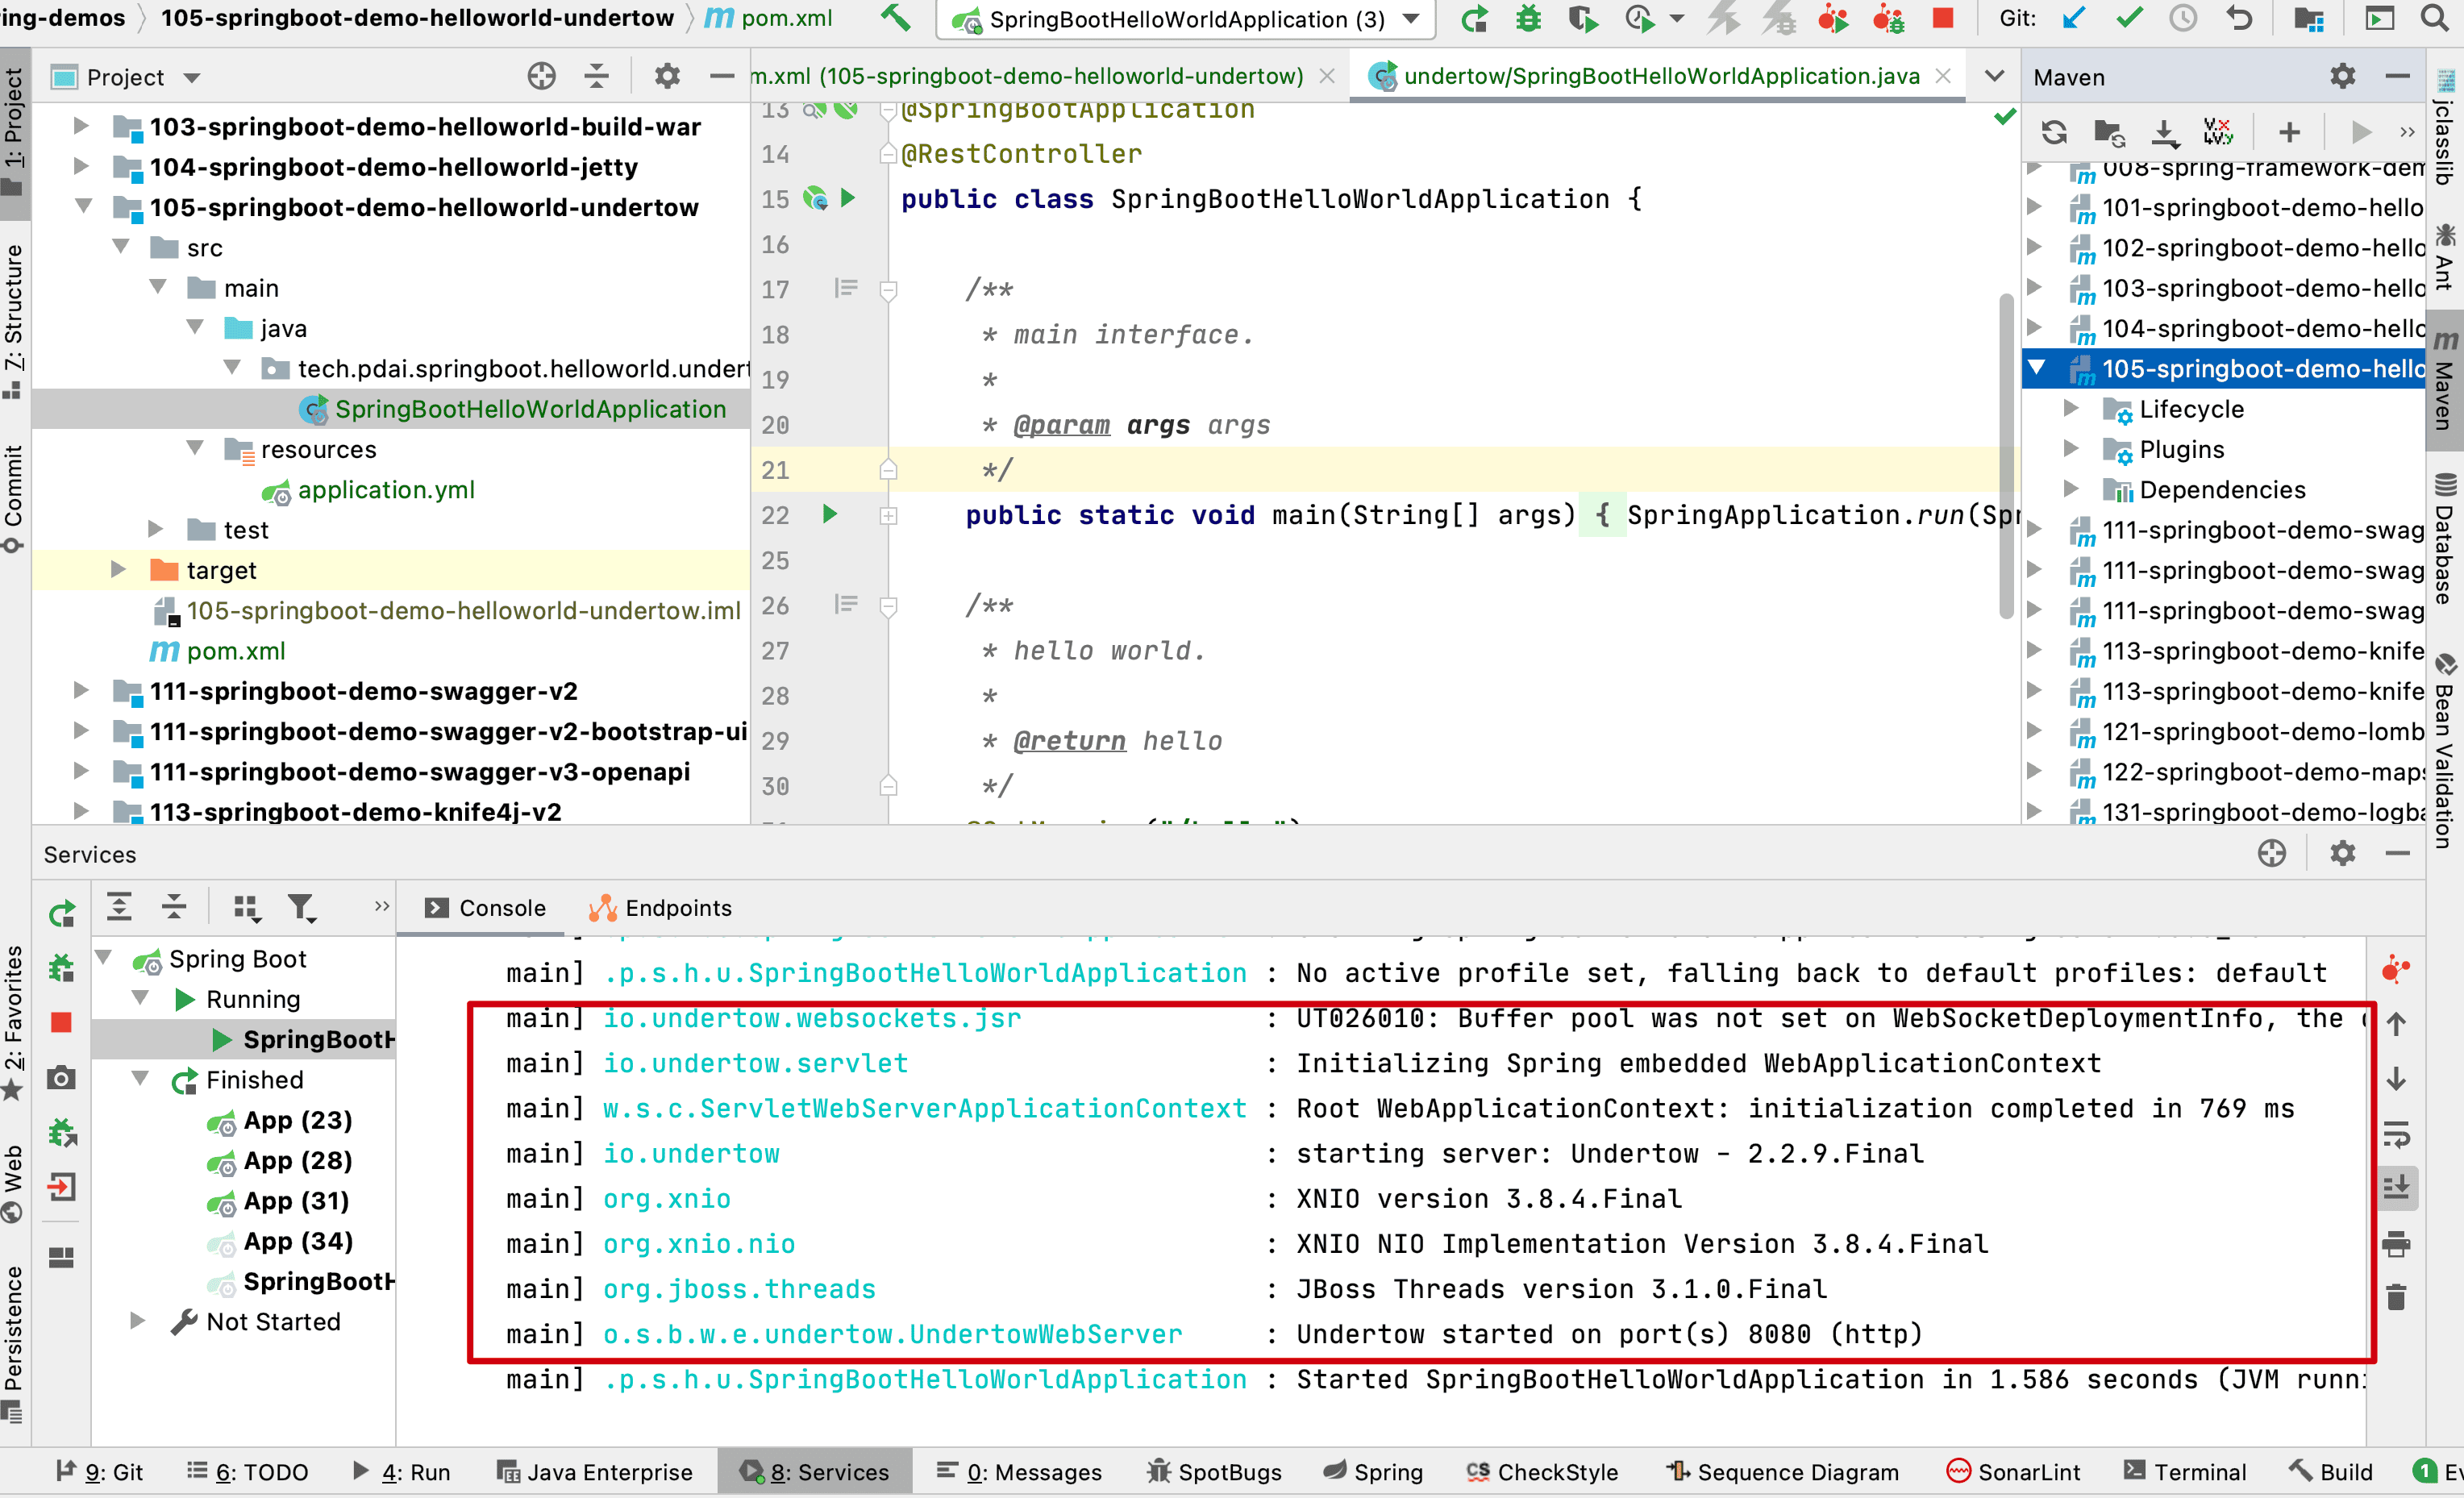 ing-demos 105-springboot-demo-helloworld-undertow pom.xml SpringBootHelloWorldApplication (3) Git:
1: Project
7: Structure
Commit
2: Favorites
Web
Persistence
Project
103-springboot-demo-helloworld-build-war
104-springboot-demo-helloworld-jetty
105-springboot-demo-helloworld-undertow
src
main
java
tech.pdai.springboot.helloworld.undert
SpringBootHelloWorldApplication
resources
application.yml
test
target
105-springboot-demo-helloworld-undertow.iml
pom.xml
111-springboot-demo-swagger-v2
111-springboot-demo-swagger-v2-bootstrap-ui
111-springboot-demo-swagger-v3-openapi
113-springboot-demo-knife4j-v2
m.xml (105-springboot-demo-helloworld-undertow) undertow/SpringBootHelloWorldApplication.java
13 @SpringBootApplication
14 @RestController
15 public class SpringBootHelloWorldApplication {
16
17 /**
18 * main interface.
19 *
20 * @param args args
21 */
22 public static void main(String[] args) { SpringApplication.run(Spr
25
26 /**
27 * hello world.
28 *
29 * @return hello
30 */
Maven
008-spring-framework-dem
101-springboot-demo-hello
102-springboot-demo-hello
103-springboot-demo-hello
104-springboot-demo-hello
105-springboot-demo-hello
Lifecycle
Plugins
Dependencies
111-springboot-demo-swag
111-springboot-demo-swag
111-springboot-demo-swag
113-springboot-demo-knife
113-springboot-demo-knife
121-springboot-demo-lomb
122-springboot-demo-maps
131-springboot-demo-logba
jclasslib
Ant
Maven
Database
Bean Validation
Services
Console Endpoints
Spring Boot
Running
SpringBootH
Finished
App (23)
App (28)
App (31)
App (34)
SpringBootH
Not Started
main] .p.s.h.u.SpringBootHelloWorldApplication : No active profile set, falling back to default profiles: default
main] io.undertow.websockets.jsr : UT026010: Buffer pool was not set on WebSocketDeploymentInfo, the
main] io.undertow.servlet : Initializing Spring embedded WebApplicationContext
main] w.s.c.ServletWebServerApplicationContext : Root WebApplicationContext: initialization completed in 769 ms
main] io.undertow : starting server: Undertow - 2.2.9.Final
main] org.xnio : XNIO version 3.8.4.Final
main] org.xnio.nio : XNIO NIO Implementation Version 3.8.4.Final
main] org.jboss.threads : JBoss Threads version 3.1.0.Final
main] o.s.b.w.e.undertow.UndertowWebServer : Undertow started on port(s) 8080 (http)
main] .p.s.h.u.SpringBootHelloWorldApplication : Started SpringBootHelloWorldApplication in 1.586 seconds (JVM runn
9: Git 6: TODO 4: Run Java Enterprise 8: Services 0: Messages SpotBugs Spring CheckStyle Sequence Diagram SonarLint Terminal Build 1 Ev